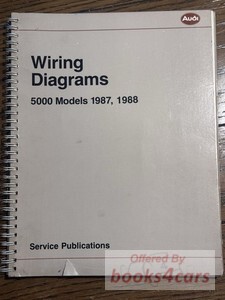 Audi
Wiring
Diagrams
5000 Models 1987, 1988
Offered By
books4cars
Service Publications